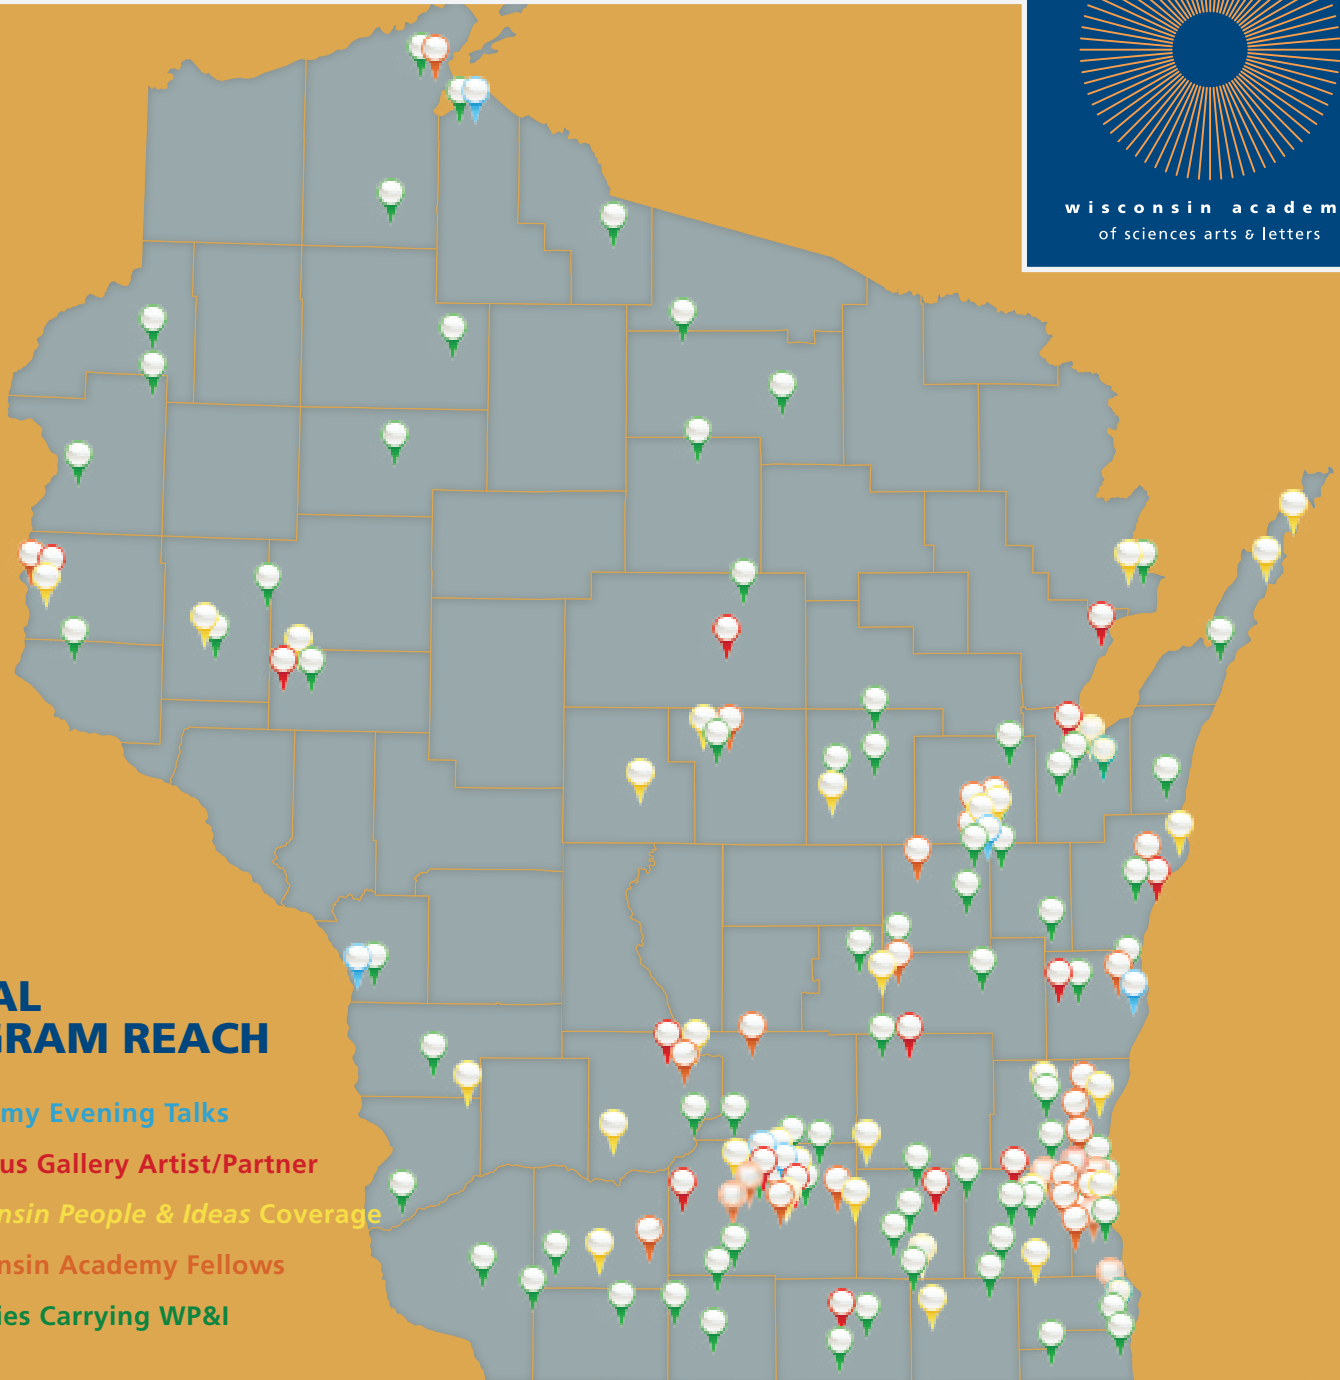 wisconsin academ
of sciences arts & letters
AL
GRAM REACH
my Evening Talks
us Gallery Artist/Partner
nsin People & Ideas Coverage
nsin Academy Fellows
ies Carrying WP&I